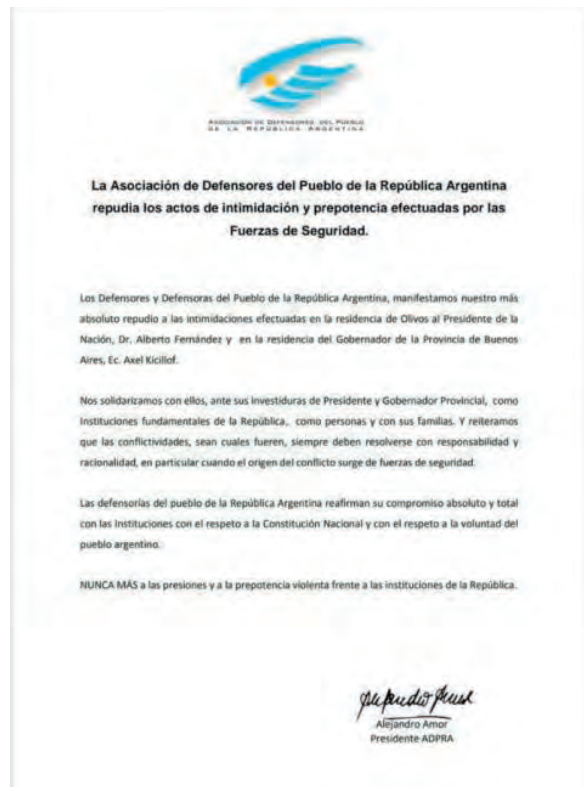 ASOCIACIÓN DE DEFENSORES DEL PUEBLO
DE LA REPÚBLICA ARGENTINA
La Asociación de Defensores del Pueblo de la República Argentina
repudia los actos de intimidación y prepotencia efectuadas por las
Fuerzas de Seguridad.
Los Defensores y Defensoras del Pueblo de la República Argentina, manifestamos nuestro más
absoluto repudio a las intimidaciones efectuadas en la residencia de Olivos al Presidente de la
Nación, Dr. Alberto Fernández y en la residencia del Gobernador de la Provincia de Buenos
Aires, Ec. Axel Kicillof.
Nos solidarizamos con ellos, ante sus investiduras de Presidente y Gobernador Provincial, como
Instituciones fundamentales de la República, como personas y con sus familias. Y reiteramos
que las conflictividades, sean cuales fueren, siempre deben resolverse con responsabilidad y
racionalidad, en particular cuando el origen del conflicto surge de fuerzas de seguridad.
Las defensorías del pueblo de la República Argentina reafirman su compromiso absoluto y total
con las Instituciones con el respeto a la Constitución Nacional y con el respeto a la voluntad del
pueblo argentino.
NUNCA MÁS a las presiones y a la prepotencia violenta frente a las instituciones de la República.
Alejandro Amor
Presidente ADPRA